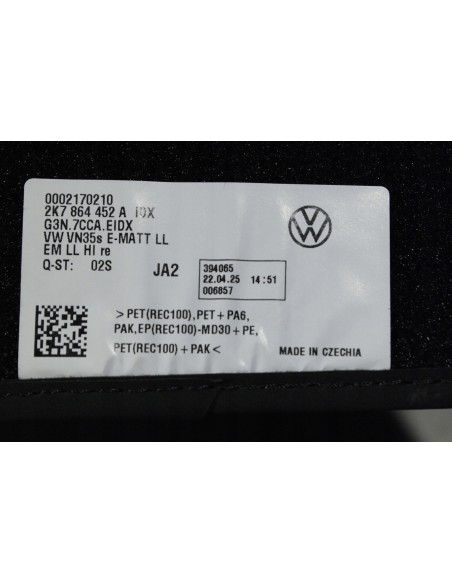 0002170210
2K7 864 452 A IQX
G3N.7CCA.EIDX
VW VN35s E-MATT LL
EM LL HI re
Q-ST: 02S
JA2
394065
22.04.25 14:51
006857
>PET(REC100),PET+PA6,
PAK,EP(REC100)-MD30+PE,
PET(REC100)+PAK<
MADE IN CZECHIA